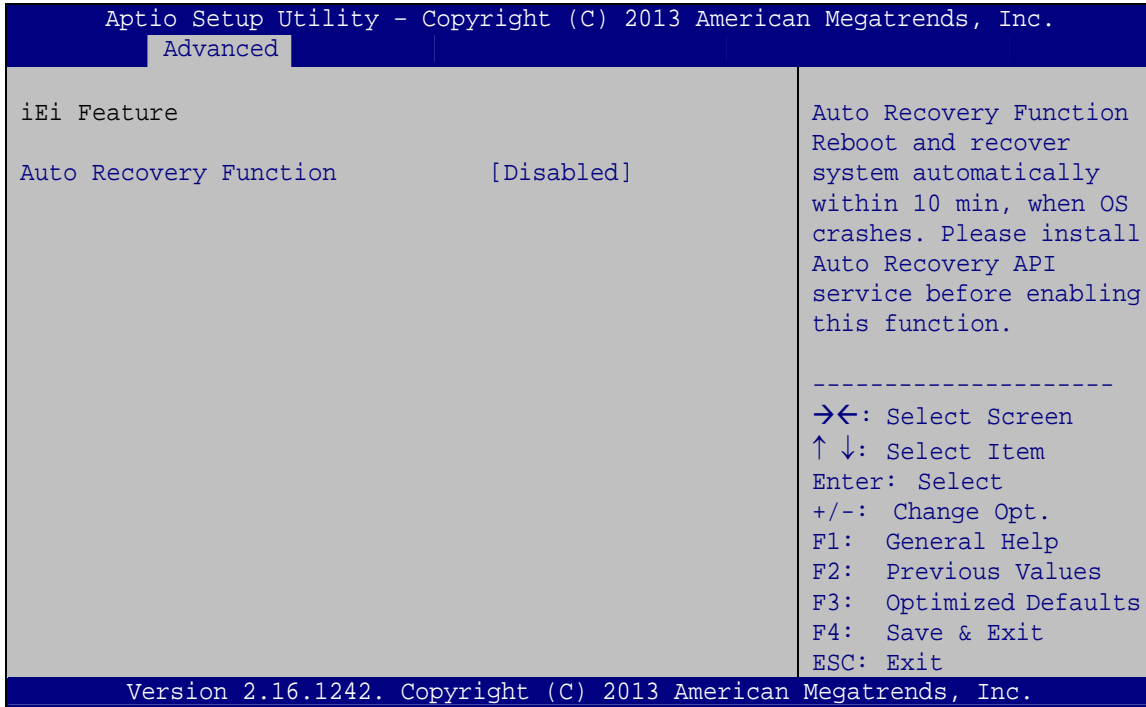 Aptio Setup Utility – Copyright (C) 2013 American Megatrends, Inc.
Advanced
iEi Feature
Auto Recovery Function [Disabled]
Auto Recovery Function
Reboot and recover
system automatically
within 10 min, when OS
crashes. Please install
Auto Recovery API
service before enabling
this function.
---------------------
→←: Select Screen
↑ ↓: Select Item
Enter: Select
+/-: Change Opt.
F1: General Help
F2: Previous Values
F3: Optimized Defaults
F4: Save & Exit
ESC: Exit
Version 2.16.1242. Copyright (C) 2013 American Megatrends, Inc.